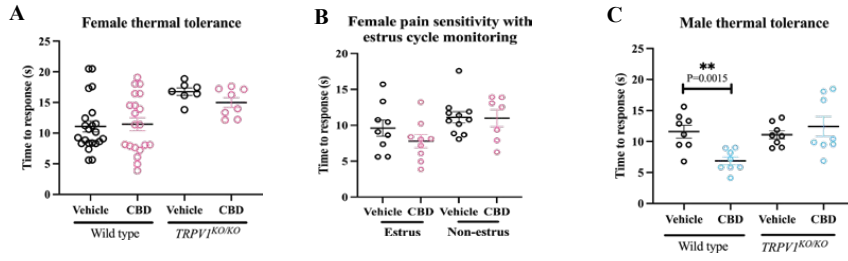 A
Female thermal tolerance
Time to response (s)
25
20
15
10
5
0
Vehicle CBD Vehicle CBD
Wild type TRPV1KO/KO
B
Female pain sensitivity with
estrus cycle monitoring
Time to response (s)
20
15
10
5
0
Vehicle CBD Vehicle CBD
Estrus Non-estrus
C
Male thermal tolerance
Time to response (s)
25
20
15
10
5
0
**
P=0.0015
Vehicle CBD Vehicle CBD
Wild type TRPV1KO/KO